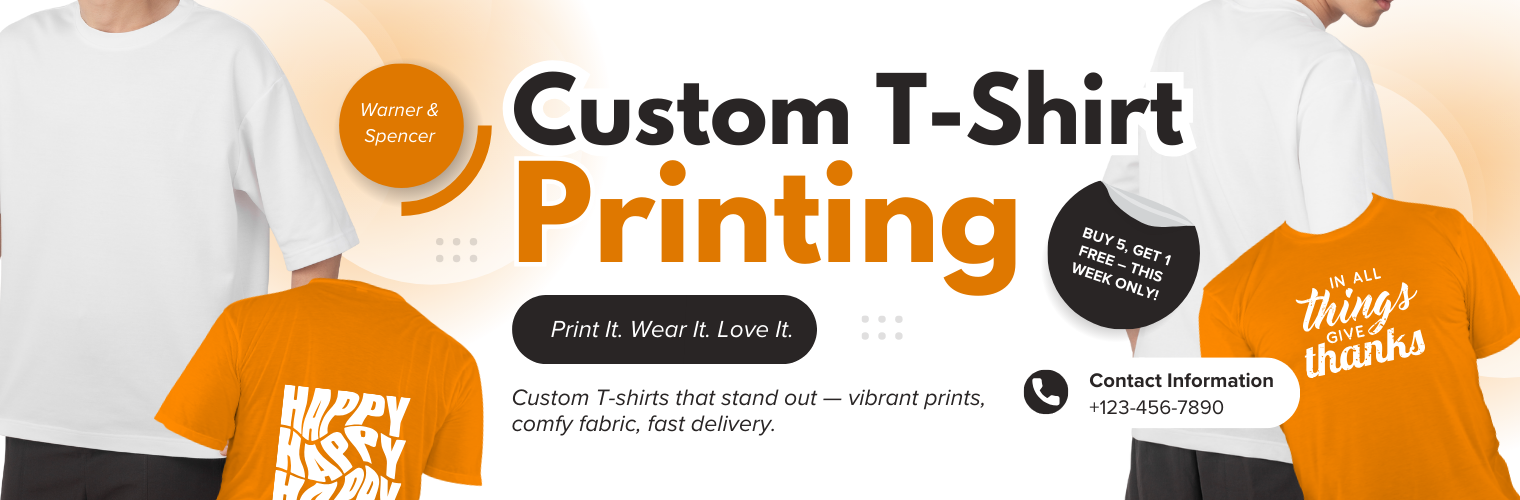 Warner &
Spencer
Custom T-Shirt
Printing
BUY 5, GET 1
FREE – THIS
WEEK ONLY!
Print It. Wear It. Love It.
Custom T-shirts that stand out — vibrant prints,
comfy fabric, fast delivery.
Contact Information
+123-456-7890
HAPPY
HAPPY
HAPPY
IN ALL
things
GIVE
thanks